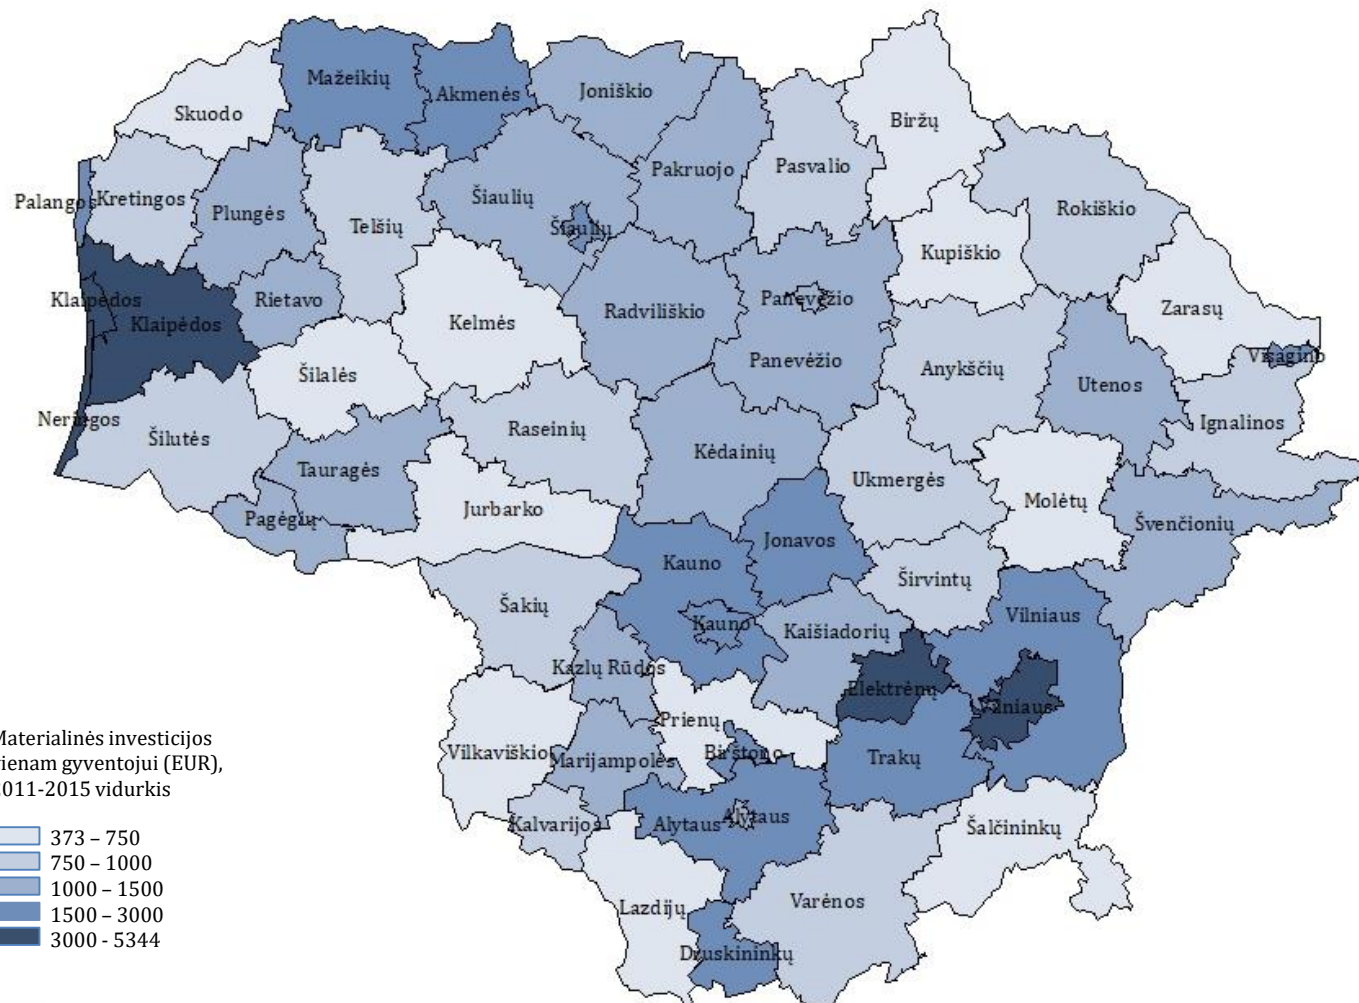 Mažeikių
Akmenės
Joniškio
Skuodo
Biržų
Pakruojo
Pasvalio
Palangos
Kretingos
Plungės
Telšių
Šiaulių
Šiaulių
Rokiškio
Kupiškio
Klaipėdos
Klaipėdos
Rietavo
Kelmės
Radviliškio
Panevėžio
Panevėžio
Zarasų
Visagino
Šilalės
Anykščių
Utenos
Ignalinos
Neringos
Šilutės
Raseinių
Tauragės
Kėdainių
Ukmergės
Molėtų
Švenčionių
Pagėgių
Jurbarko
Jonavos
Kauno
Širvintų
Šakių
Kauno
Kaišiadorių
Vilniaus
Kazlų Rūdos
Elektrėnų
Vilniaus
Prienų
Vilkaviškio
Marijampolės
Birštono
Trakų
Kalvarijos
Alytaus
Alytaus
Šalčininkų
Lazdijų
Varėnos
Druskininkų
Materialinės investicijos
vienam gyventojui (EUR),
2011-2015 vidurkis
373 – 750
750 – 1000
1000 – 1500
1500 – 3000
3000 - 5344